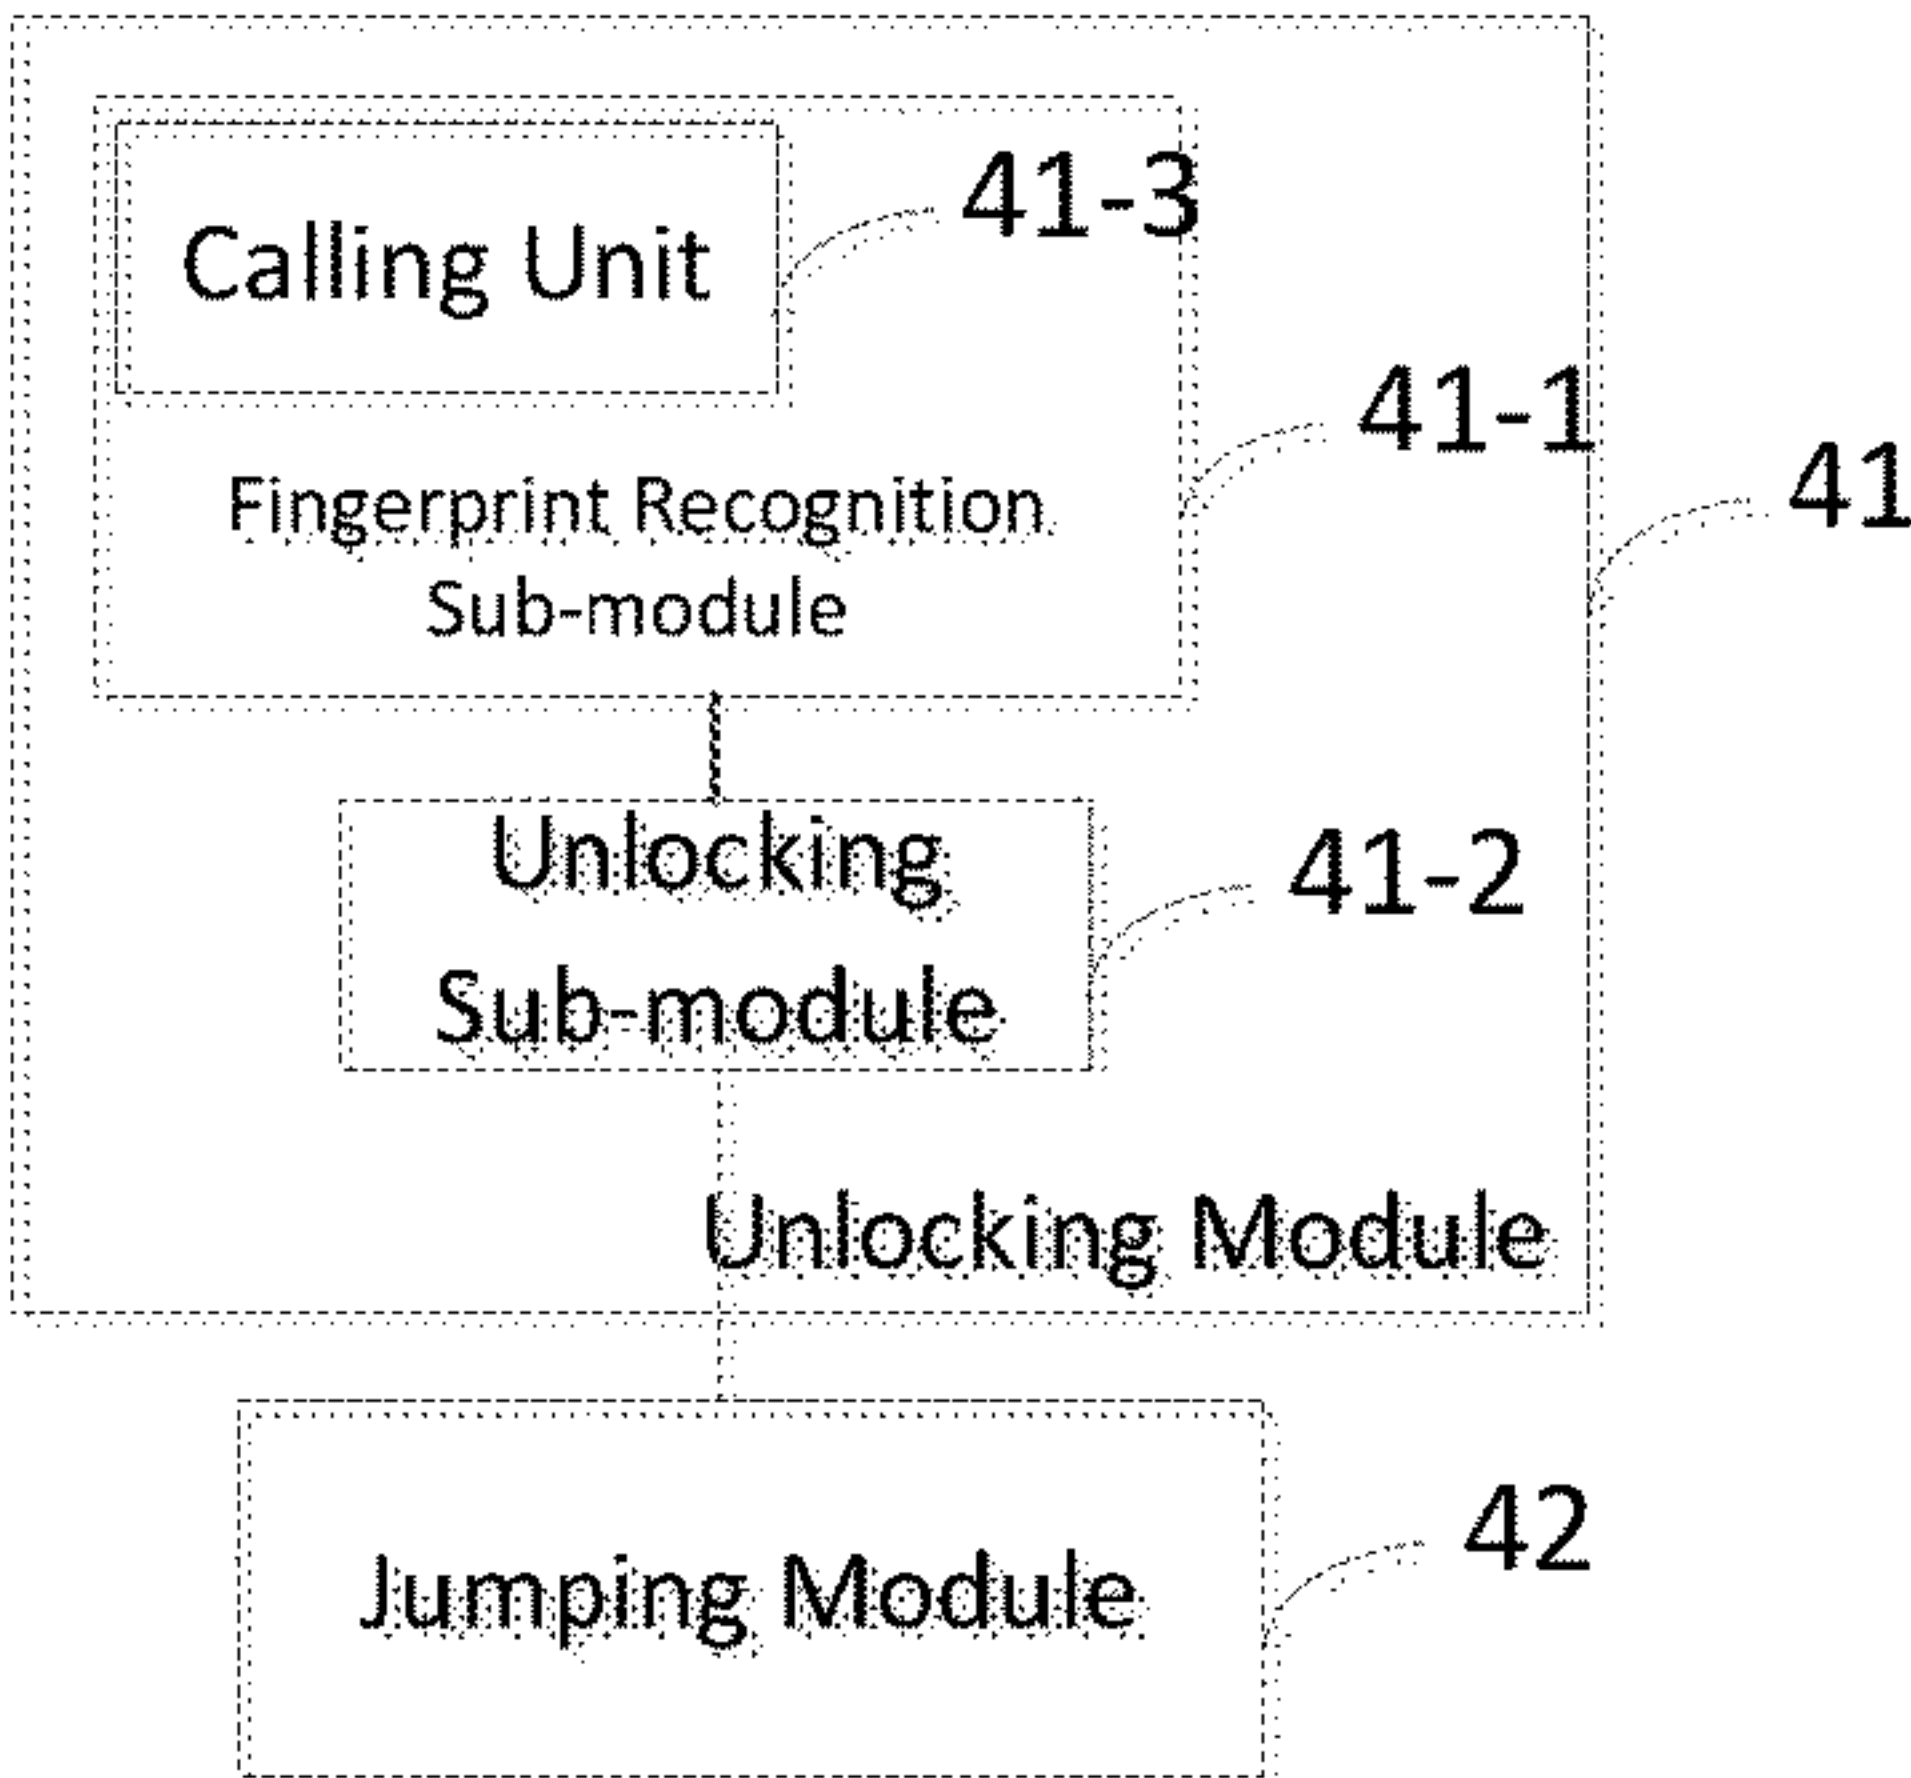 Calling Unit
41-3
41-1
41
Fingerprint Recognition
Sub-module
Unlocking
Sub-module
41-2
Unlocking Module
Jumping Module
42